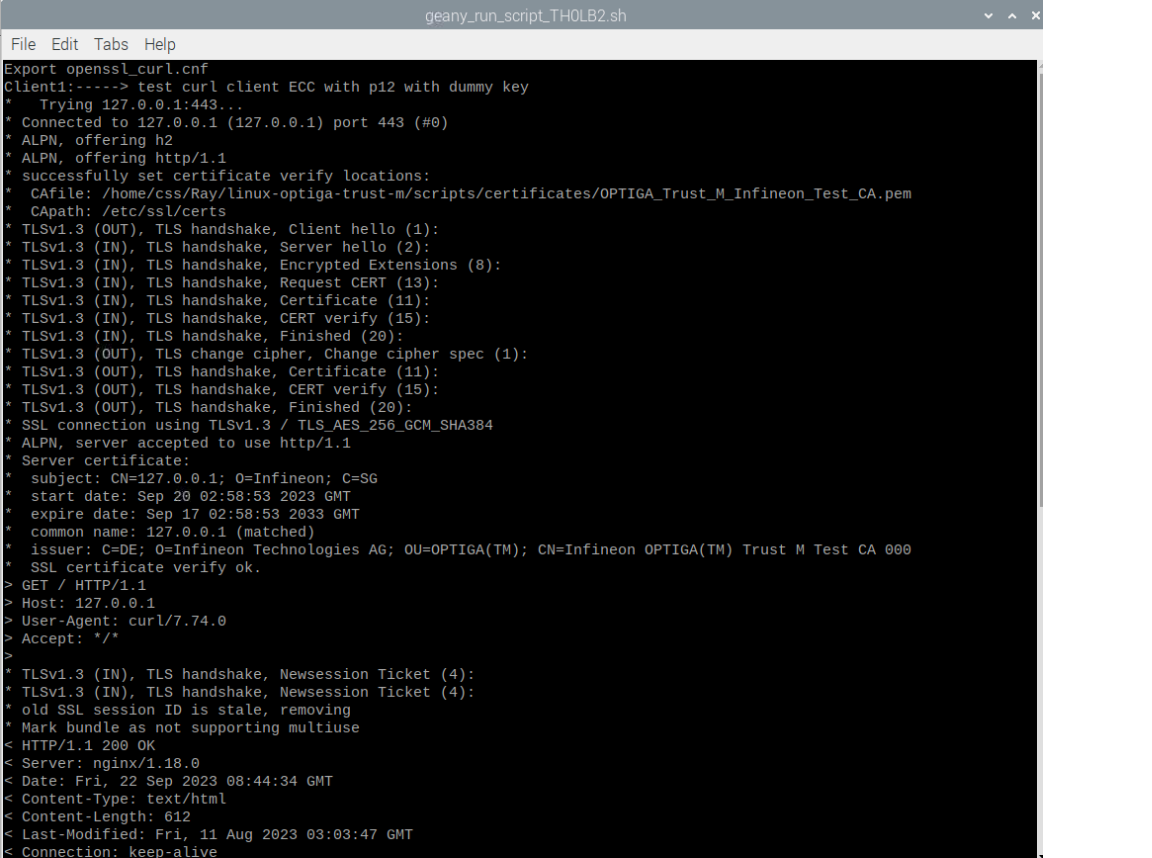 geany_run_script_TH0LB2.sh
File Edit Tabs Help
Export openssl_curl.cnf
Client1:-----> test curl client ECC with p12 with dummy key
*   Trying 127.0.0.1:443...
* Connected to 127.0.0.1 (127.0.0.1) port 443 (#0)
* ALPN, offering h2
* ALPN, offering http/1.1
* successfully set certificate verify locations:
*  CAfile: /home/css/Ray/linux-optiga-trust-m/scripts/certificates/OPTIGA_Trust_M_Infineon_Test_CA.pem
*  CApath: /etc/ssl/certs
* TLSv1.3 (OUT), TLS handshake, Client hello (1):
* TLSv1.3 (IN), TLS handshake, Server hello (2):
* TLSv1.3 (IN), TLS handshake, Encrypted Extensions (8):
* TLSv1.3 (IN), TLS handshake, Request CERT (13):
* TLSv1.3 (IN), TLS handshake, Certificate (11):
* TLSv1.3 (IN), TLS handshake, CERT verify (15):
* TLSv1.3 (IN), TLS handshake, Finished (20):
* TLSv1.3 (OUT), TLS change cipher, Change cipher spec (1):
* TLSv1.3 (OUT), TLS handshake, Certificate (11):
* TLSv1.3 (OUT), TLS handshake, CERT verify (15):
* TLSv1.3 (OUT), TLS handshake, Finished (20):
* SSL connection using TLSv1.3 / TLS_AES_256_GCM_SHA384
* ALPN, server accepted to use http/1.1
* Server certificate:
*  subject: CN=127.0.0.1; O=Infineon; C=SG
*  start date: Sep 20 02:58:53 2023 GMT
*  expire date: Sep 17 02:58:53 2033 GMT
*  common name: 127.0.0.1 (matched)
*  issuer: C=DE; O=Infineon Technologies AG; OU=OPTIGA(TM); CN=Infineon OPTIGA(TM) Trust M Test CA 000
*  SSL certificate verify ok.
> GET / HTTP/1.1
> Host: 127.0.0.1
> User-Agent: curl/7.74.0
> Accept: */*
>
* TLSv1.3 (IN), TLS handshake, Newsession Ticket (4):
* TLSv1.3 (IN), TLS handshake, Newsession Ticket (4):
* old SSL session ID is stale, removing
* Mark bundle as not supporting multiuse
< HTTP/1.1 200 OK
< Server: nginx/1.18.0
< Date: Fri, 22 Sep 2023 08:44:34 GMT
< Content-Type: text/html
< Content-Length: 612
< Last-Modified: Fri, 11 Aug 2023 03:03:47 GMT
< Connection: keep-alive